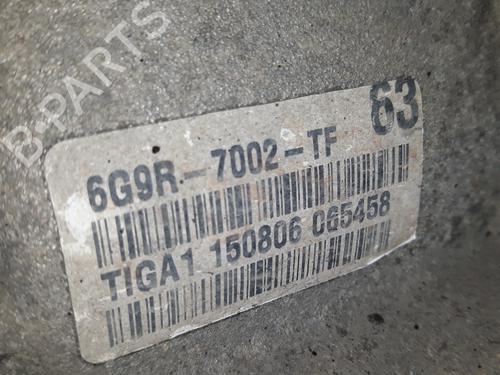 B-PARTS
63
6G9R-7002-TF
TIGA1 150806 065458